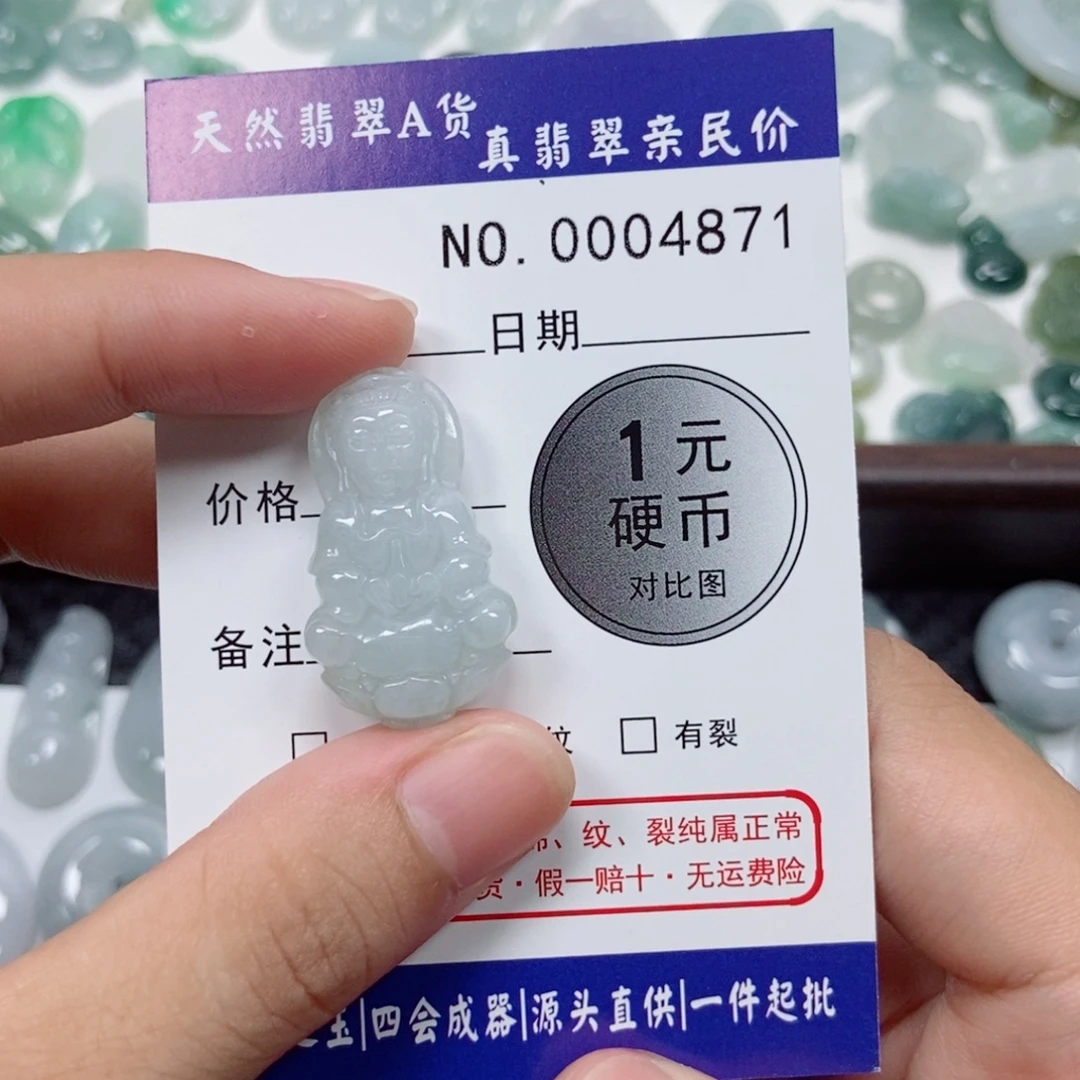 天然翡翠A货
真翡翠亲民价
NO. 0004871
日期
1元
硬币
对比图
价格
备注
纹 □ 有裂
、纹、裂纯属正常
货·假一赔十·无运费险
玉|四会成器|源头直供|一件起批